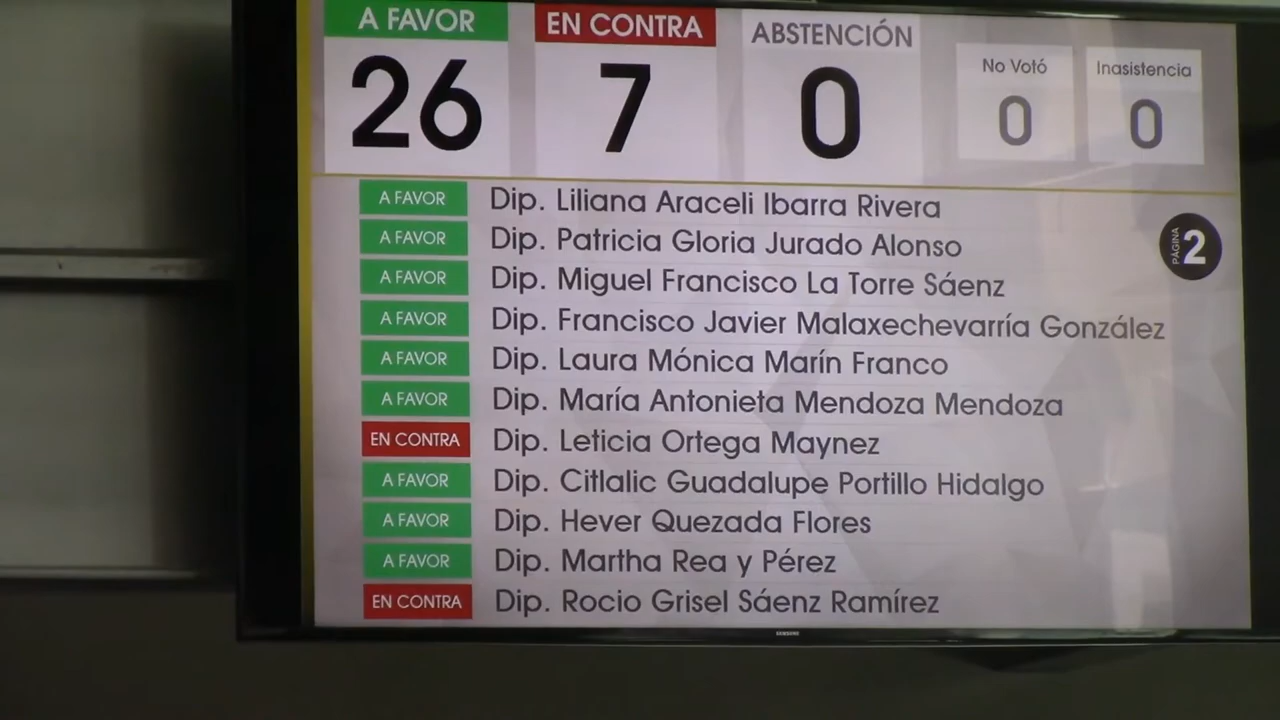 A FAVOR EN CONTRA ABSTENCIÓN No Votó Inasistencia
26 7 0 0 0
A FAVOR Dip. Liliana Araceli Ibarra Rivera
A FAVOR Dip. Patricia Gloria Jurado Alonso
PÁGINA 2
A FAVOR Dip. Miguel Francisco La Torre Sáenz
A FAVOR Dip. Francisco Javier Malaxechevarría González
A FAVOR Dip. Laura Mónica Marín Franco
A FAVOR Dip. María Antonieta Mendoza Mendoza
EN CONTRA Dip. Leticia Ortega Maynez
A FAVOR Dip. Citlalic Guadalupe Portillo Hidalgo
A FAVOR Dip. Hever Quezada Flores
A FAVOR Dip. Martha Rea y Pérez
EN CONTRA Dip. Rocio Grisel Sáenz Ramírez
SAMSUNG